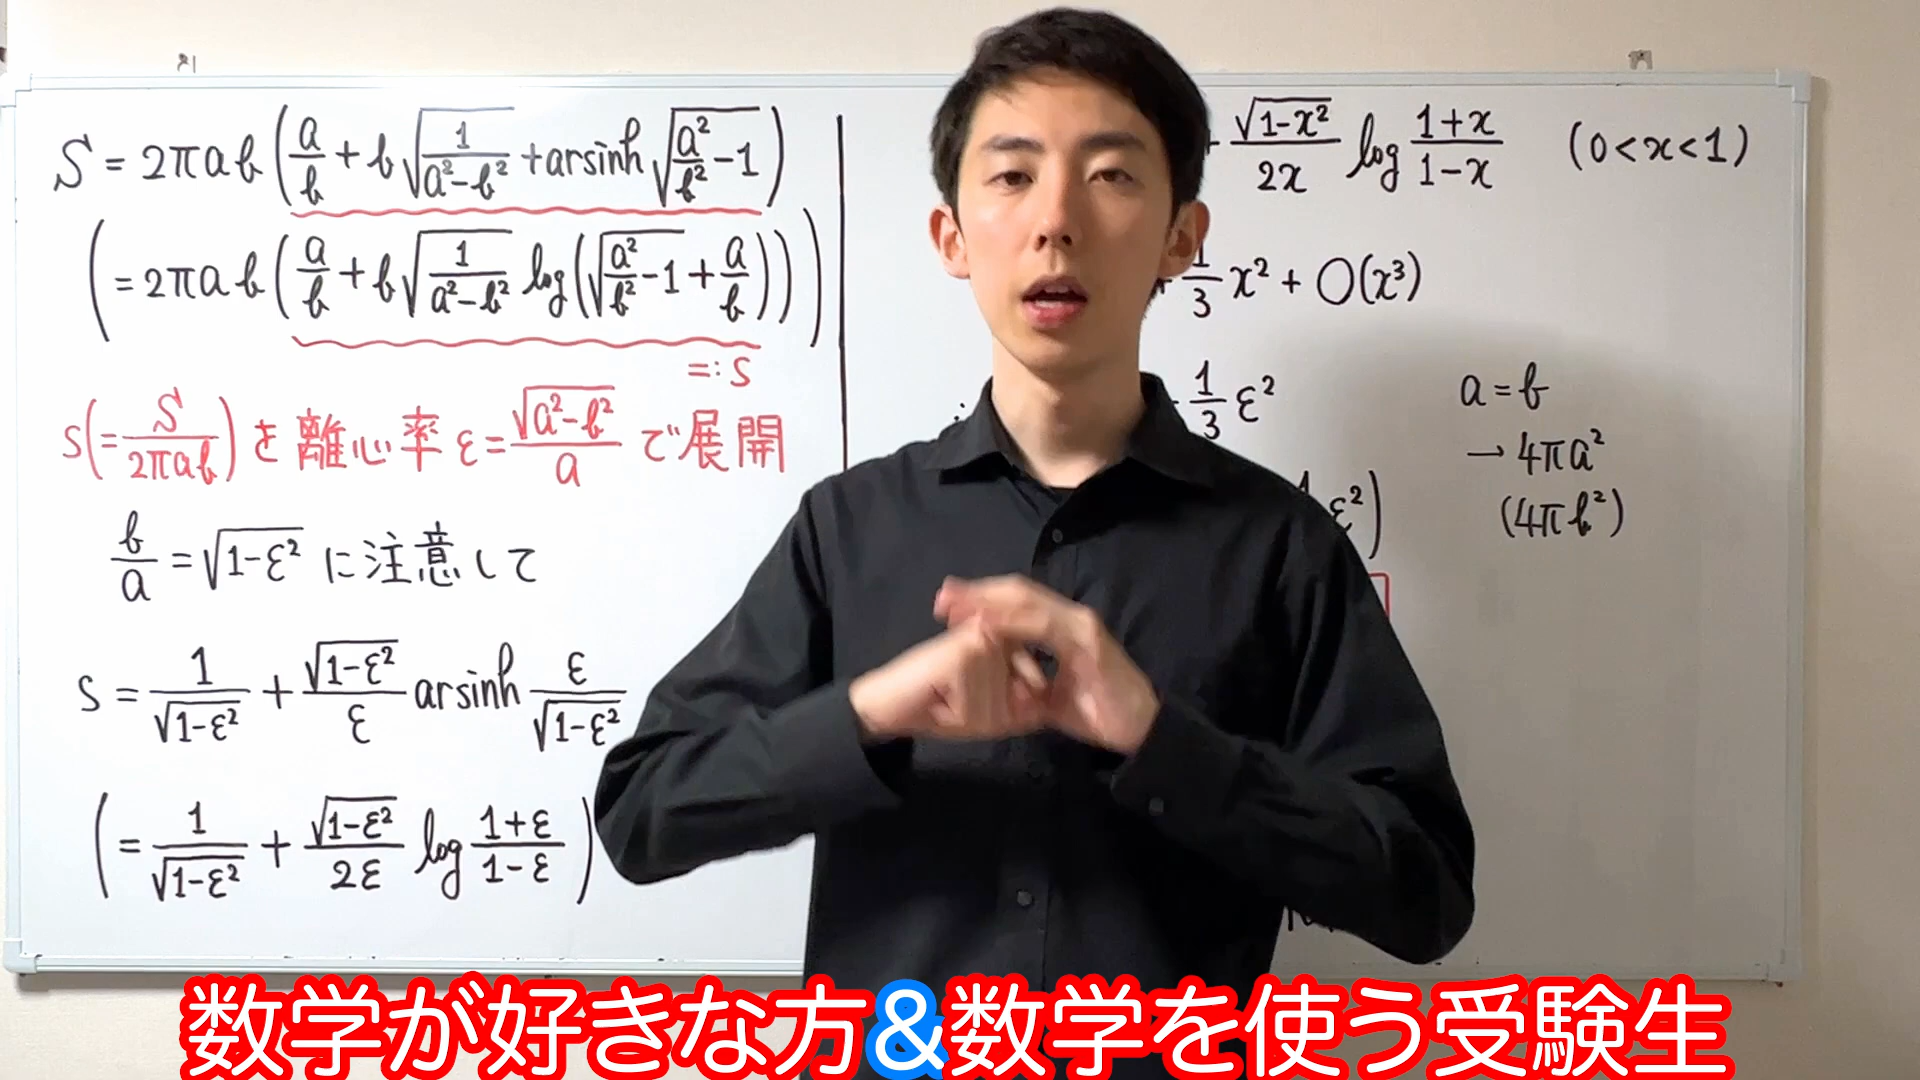 S = 2πab(a/b + b√(1/(a²-b²)) + arsinh√(a²/b² - 1))
(= 2πab(a/b + b√(1/(a²-b²)) log(√(a²/b² - 1) + a/b)))
=: s
s(= S/2πab) を離心率 ε = √(a²-b²)/a で展開
b/a = √(1-ε²) に注意して
s = 1/√(1-ε²) + √(1-ε²)/ε arsinh ε/√(1-ε²)
(= 1/√(1-ε²) + √(1-ε²)/2ε log (1+ε)/(1-ε))
√(1-x²)/2x log (1+x)/(1-x) (0<x<1)
1/3 x² + O(x³)
1/3 ε²
ε²)
a = b
→ 4πa²
(4πb²)
数学が好きな方&数学を使う受験生